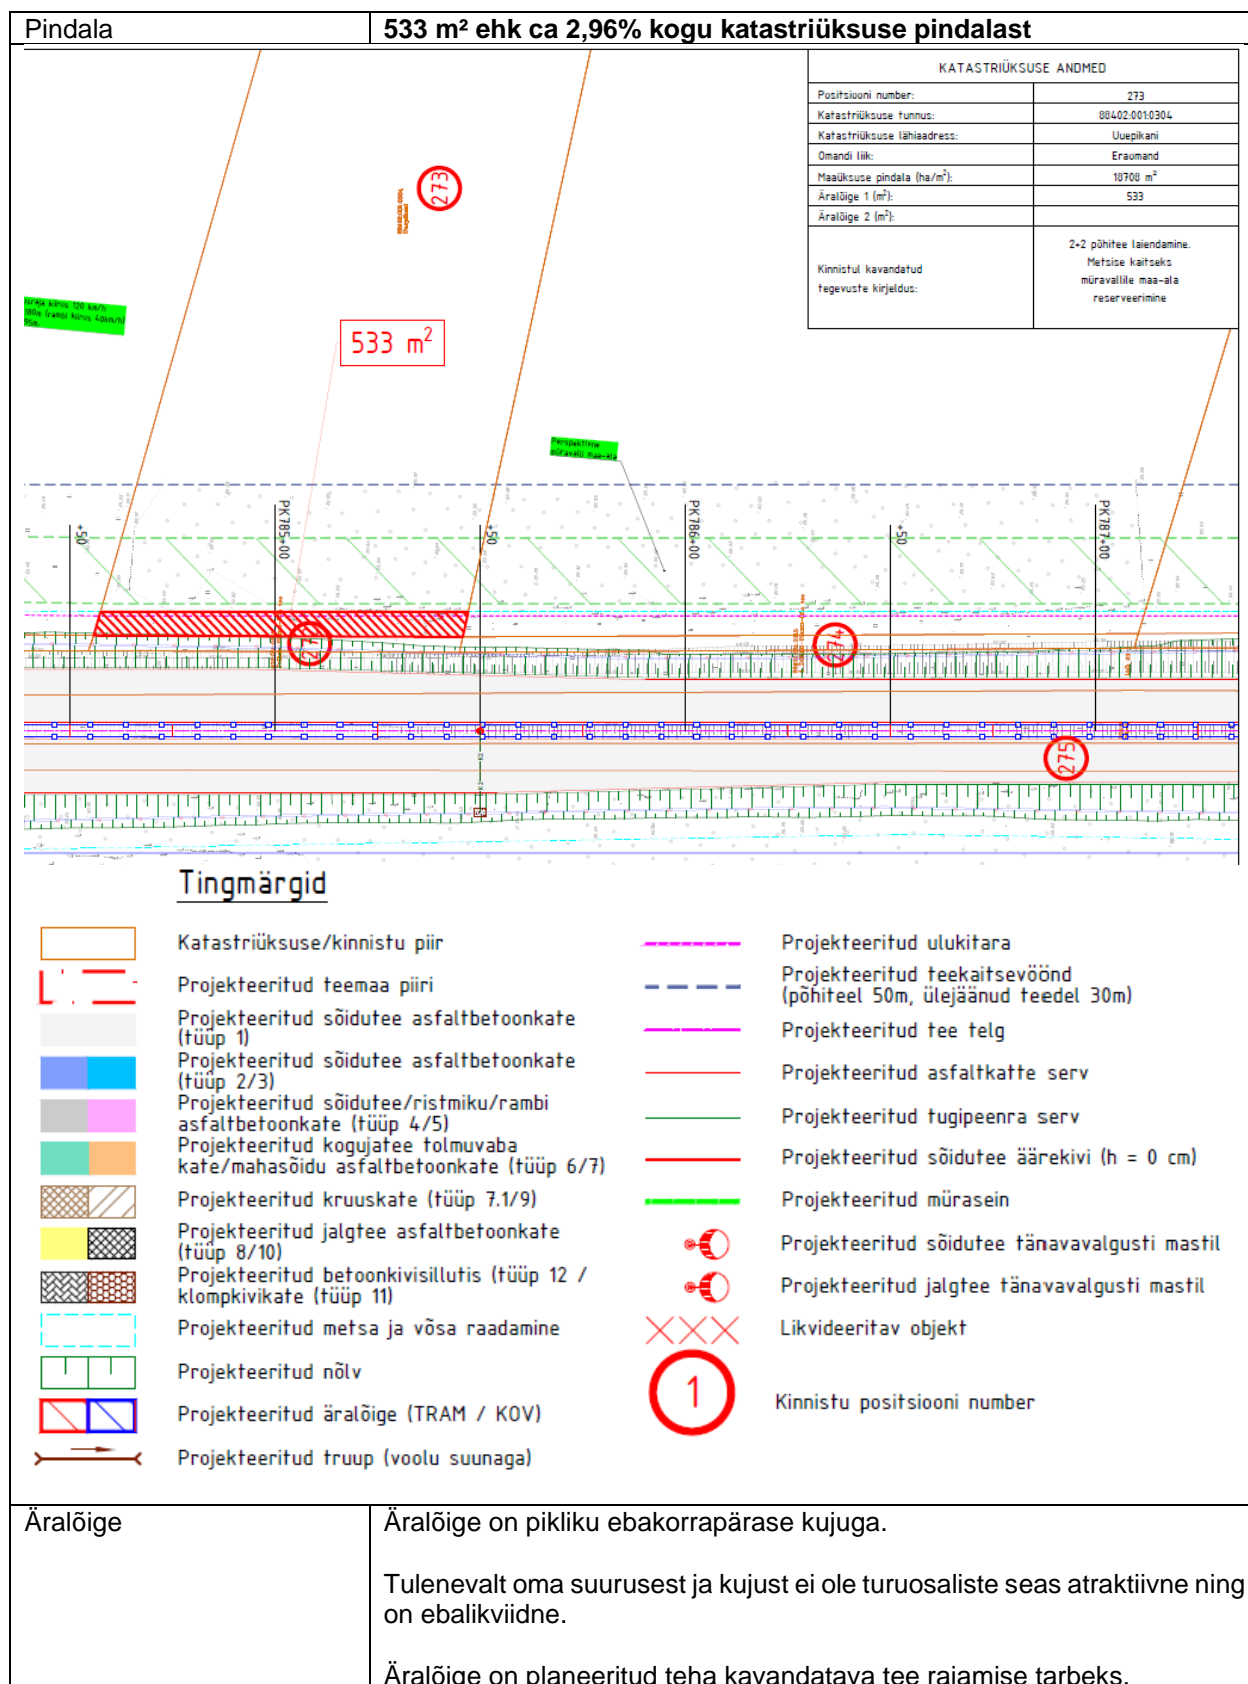 Pindala
533 m² ehk ca 2,96% kogu katastriüksuse pindalast
KATASTRIÜKSUSE ANDMED
Positsiooni number: 273
Katastriüksuse tunnus: 88402:001:0304
Katastriüksuse lähiaadress: Uuepikani
Omandi liik: Eraomand
Maaüksuse pindala (ha/m²): 18708 m²
Äralõige 1 (m²): 533
Äralõige 2 (m²):
Kinnistul kavandatud
tegevuste kirjeldus:
2+2 põhitee laiendamine.
Metsise kaitseks
müravallile maa-ala
reserveerimine
273
533 m²
Perspektiivne
müravalli maa-ala
+50
PK785+00
+50
PK786+00
+50
PK787+00
274
275
Tingmärgid
Katastriüksuse/kinnistu piir
Projekteeritud teemaa piiri
Projekteeritud sõidutee asfaltbetoonkate
(tüüp 1)
Projekteeritud sõidutee asfaltbetoonkate
(tüüp 2/3)
Projekteeritud sõidutee/ristmiku/rambi
asfaltbetoonkate (tüüp 4/5)
Projekteeritud kogujatee tolmuvaba
kate/mahasõidu asfaltbetoonkate (tüüp 6/7)
Projekteeritud kruuskate (tüüp 7.1/9)
Projekteeritud jalgtee asfaltbetoonkate
(tüüp 8/10)
Projekteeritud betoonkivisillutis (tüüp 12 /
klompkivikate (tüüp 11)
Projekteeritud metsa ja võsa raadamine
Projekteeritud nõlv
Projekteeritud äralõige (TRAM / KOV)
Projekteeritud truup (voolu suunaga)
Projekteeritud ulukitara
Projekteeritud teekaitsevöönd
(põhiteel 50m, ülejäänud teedel 30m)
Projekteeritud tee telg
Projekteeritud asfaltkatte serv
Projekteeritud tugipeenra serv
Projekteeritud sõidutee äärekivi (h = 0 cm)
Projekteeritud mürasein
Projekteeritud sõidutee tänavavalgusti mastil
Projekteeritud jalgtee tänavavalgusti mastil
Likvideeritav objekt
1
Kinnistu positsiooni number
Äralõige
Äralõige on pikliku ebakorrapärase kujuga.
Tulenevalt oma suurusest ja kujust ei ole turuosaliste seas atraktiivne ning
on ebalikviidne.
Äralõige on planeeritud teha kavandatava tee rajamise tarbeks.